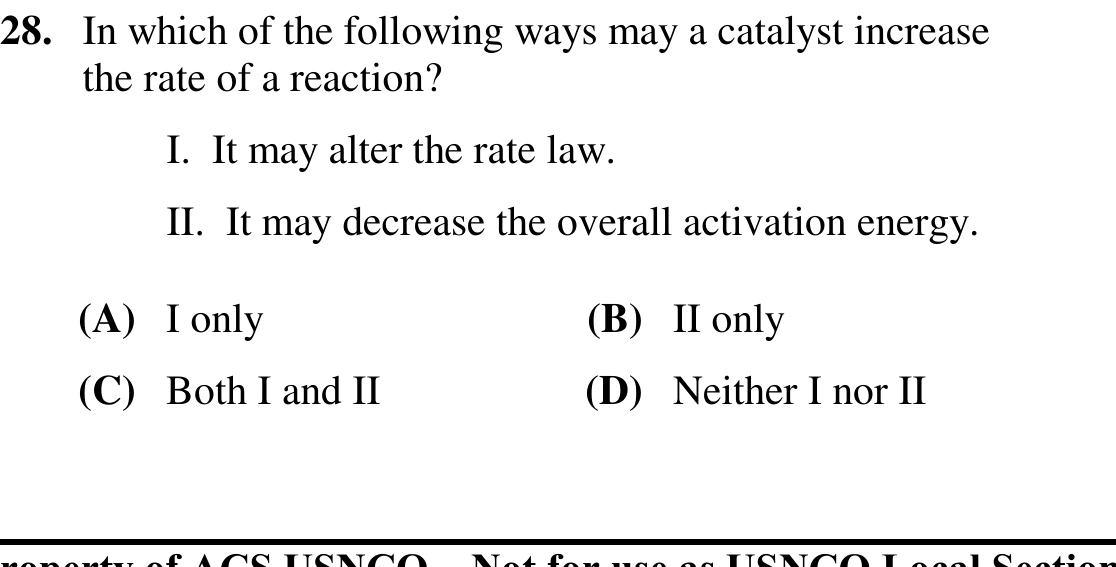 28. In which of the following ways may a catalyst increase
the rate of a reaction?
I. It may alter the rate law.
II. It may decrease the overall activation energy.
(A) I only (B) II only
(C) Both I and II (D) Neither I nor II
roperty of ACS USNCO Not for use as USNCO Local Section